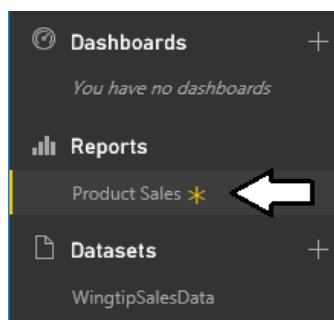 Dashboards +
You have no dashboards
Reports
Product Sales *
Datasets +
WingtipSalesData